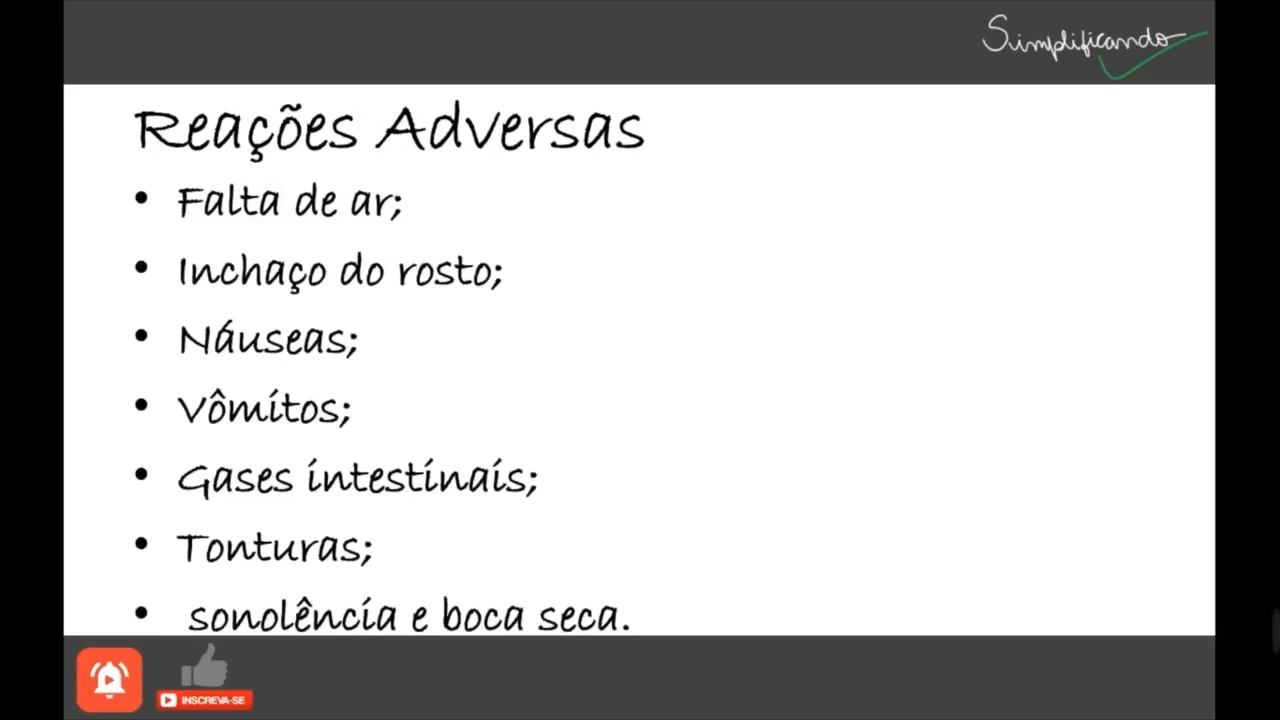 Simplificando
Reações Adversas
• Falta de ar;
• Inchaço do rosto;
• Náuseas;
• Vômitos;
• Gases intestinais;
• Tonturas;
• sonolência e boca seca.
INSCREVA-SE